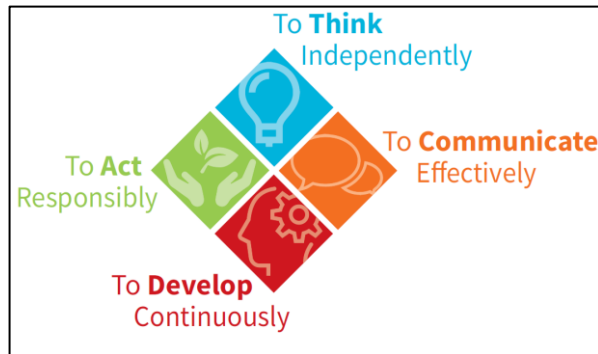 To Think
Independently
To Communicate
Effectively
To Act
Responsibly
To Develop
Continuously